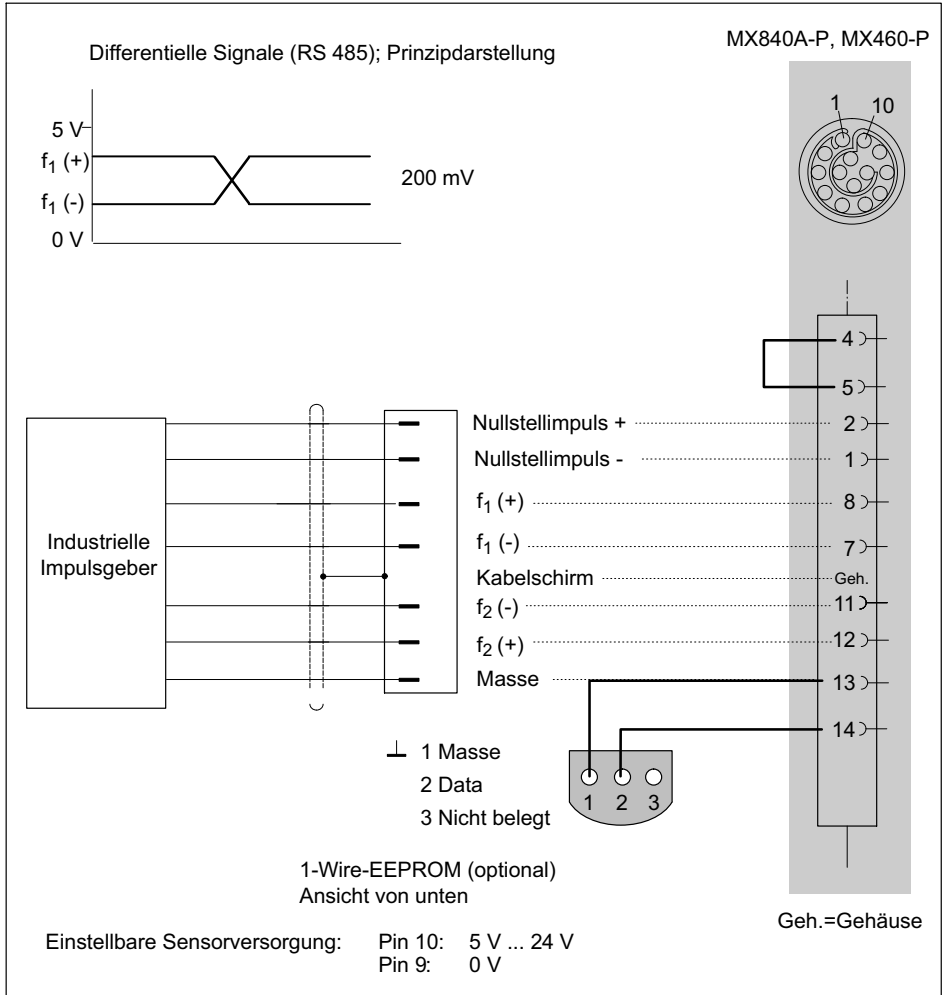 MX840A-P, MX460-P
Differentielle Signale (RS 485); Prinzipdarstellung
1 10
5 V
f₁ (+)
200 mV
f₁ (-)
0 V
4
5
Nullstellimpuls + 2
Nullstellimpuls - 1
f₁ (+) 8
f₁ (-) 7
Industrielle
Impulsgeber
Kabelschirm Geh.
f₂ (-) 11
f₂ (+) 12
Masse 13
14
⊥ 1 Masse
2 Data
3 Nicht belegt
1 2 3
1-Wire-EEPROM (optional)
Ansicht von unten
Geh.=Gehäuse
Einstellbare Sensorversorgung: Pin 10: 5 V ... 24 V
Pin 9: 0 V